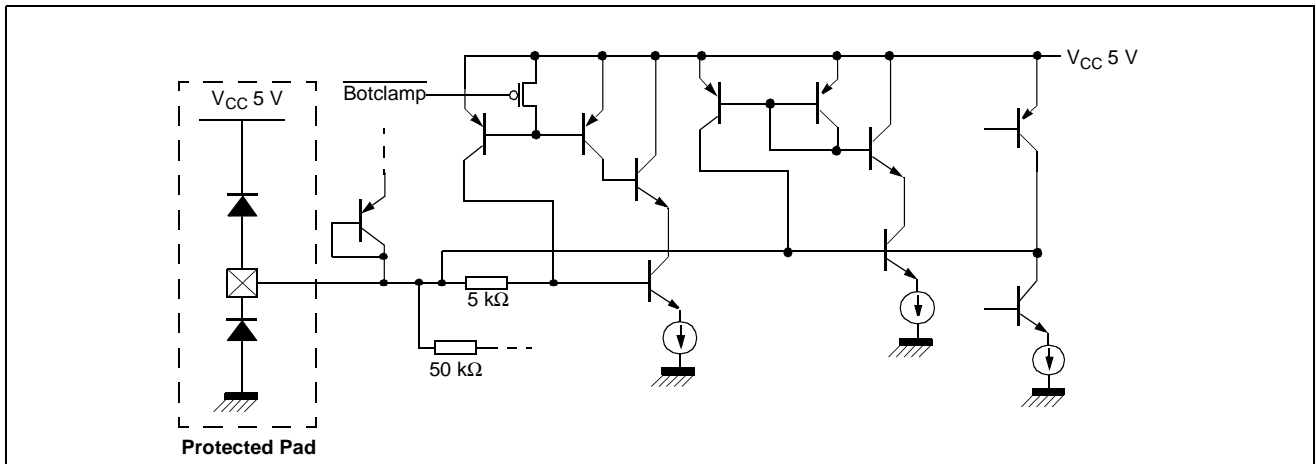 V_CC 5 V
V_CC 5 V
Botclamp
5 kΩ
50 kΩ
Protected Pad